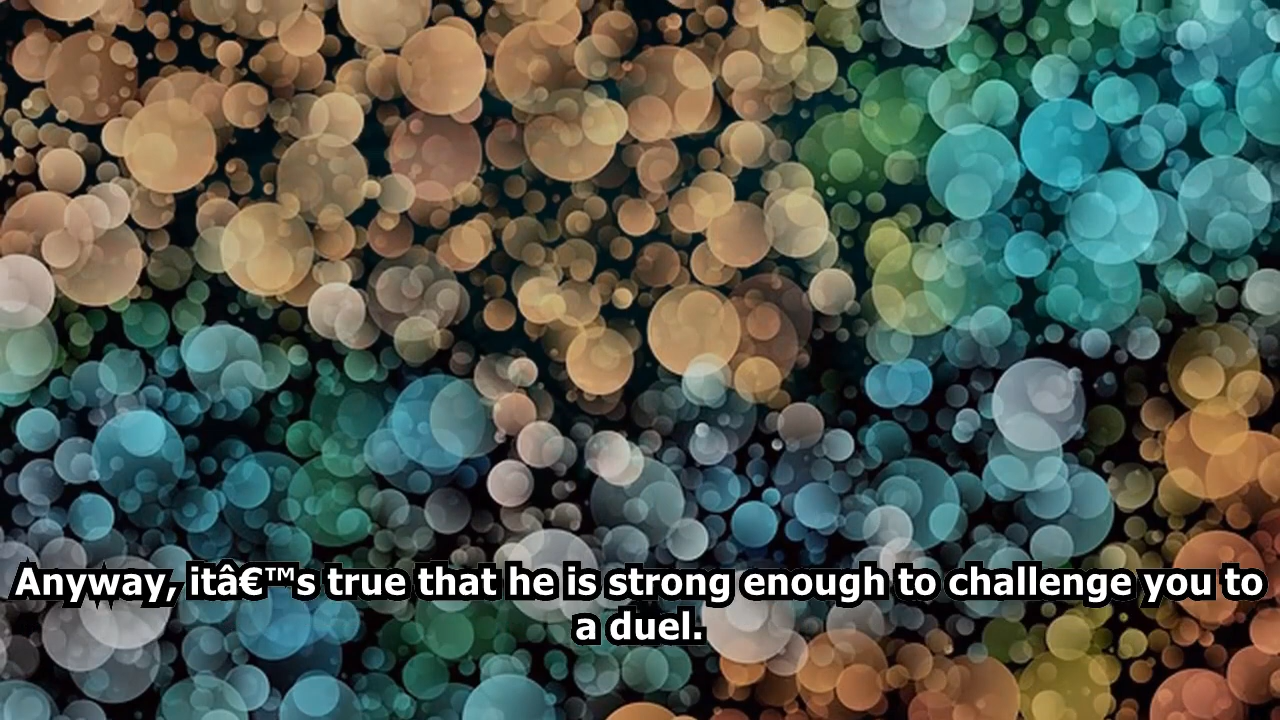 Anyway, itâ€™s true that he is strong enough to challenge you to
a duel.